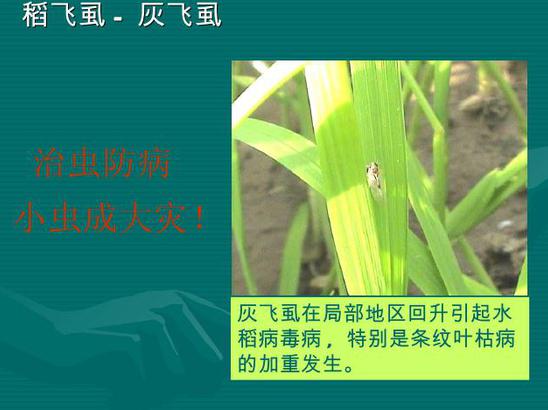 稻飞虱 - 灰飞虱
治虫防病
小虫成大灾！
灰飞虱在局部地区回升引起水
稻病毒病，特别是条纹叶枯病
的加重发生。